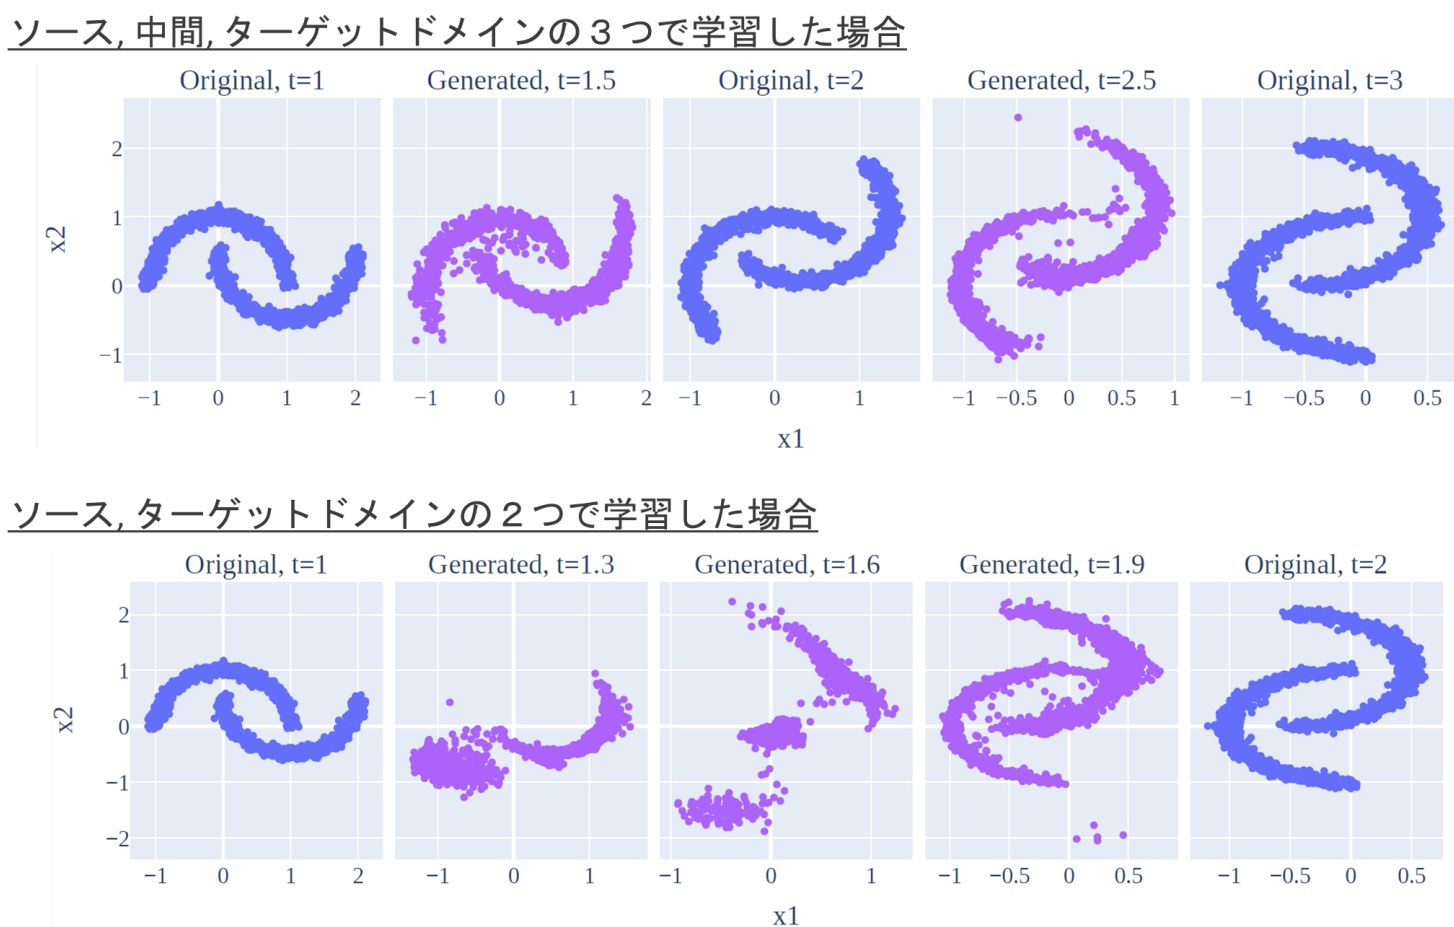 ソース, 中間, ターゲットドメインの３つで学習した場合
Original, t=1
Generated, t=1.5
Original, t=2
Generated, t=2.5
Original, t=3
2
1
0
−1
x2
−1 0 1 2
−1 0 1 2
−1 0 1
−1 −0.5 0 0.5 1
−1 −0.5 0 0.5
x1
ソース, ターゲットドメインの２つで学習した場合
Original, t=1
Generated, t=1.3
Generated, t=1.6
Generated, t=1.9
Original, t=2
2
1
0
−1
−2
x2
−1 0 1 2
−1 0 1
−1 0 1
−1 −0.5 0 0.5
−1 −0.5 0 0.5
x1